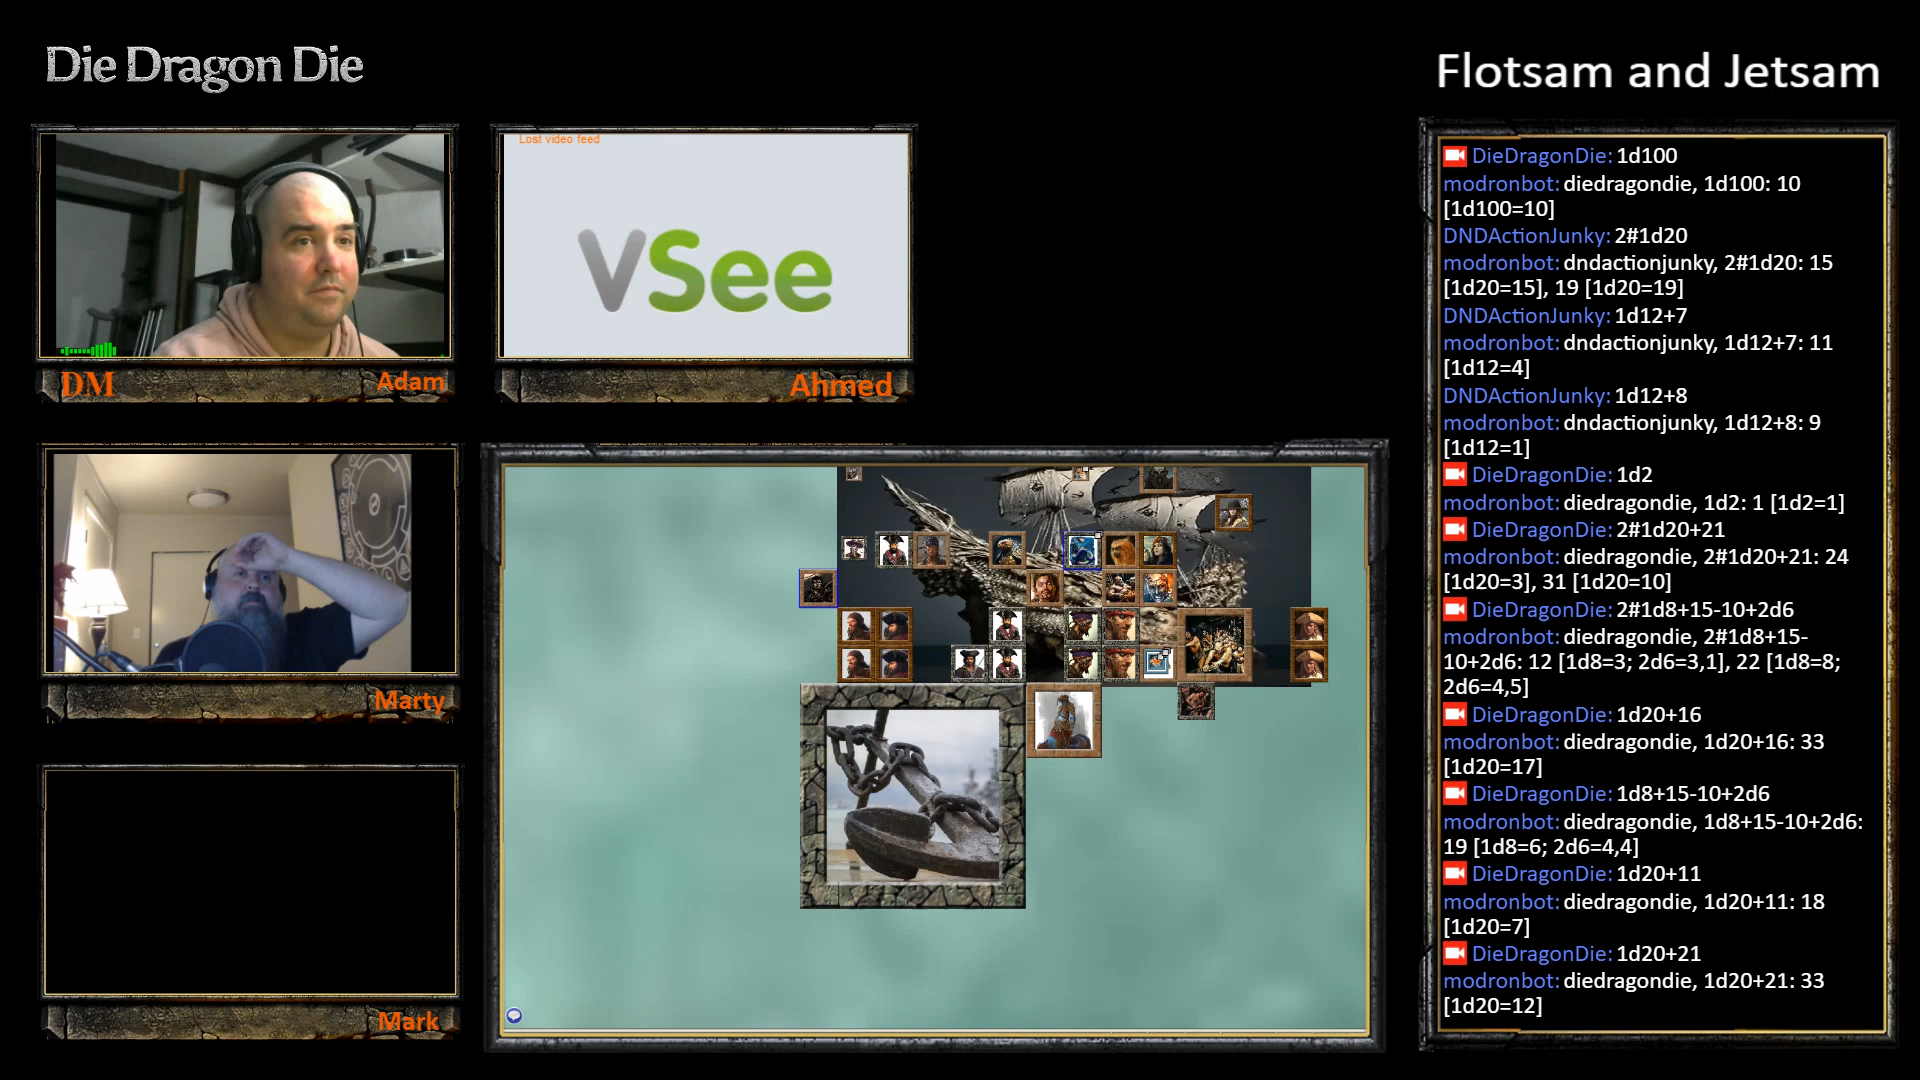 Die Dragon Die
Flotsam and Jetsam
Lost video feed
VSee
DM
Adam
Ahmed
Marty
Mark
DieDragonDie: 1d100
modronbot: diedragondie, 1d100: 10
[1d100=10]
DNDActionJunky: 2#1d20
modronbot: dndactionjunky, 2#1d20: 15
[1d20=15], 19 [1d20=19]
DNDActionJunky: 1d12+7
modronbot: dndactionjunky, 1d12+7: 11
[1d12=4]
DNDActionJunky: 1d12+8
modronbot: dndactionjunky, 1d12+8: 9
[1d12=1]
DieDragonDie: 1d2
modronbot: diedragondie, 1d2: 1 [1d2=1]
DieDragonDie: 2#1d20+21
modronbot: diedragondie, 2#1d20+21: 24
[1d20=3], 31 [1d20=10]
DieDragonDie: 2#1d8+15-10+2d6
modronbot: diedragondie, 2#1d8+15-
10+2d6: 12 [1d8=3; 2d6=3,1], 22 [1d8=8;
2d6=4,5]
DieDragonDie: 1d20+16
modronbot: diedragondie, 1d20+16: 33
[1d20=17]
DieDragonDie: 1d8+15-10+2d6
modronbot: diedragondie, 1d8+15-10+2d6:
19 [1d8=6; 2d6=4,4]
DieDragonDie: 1d20+11
modronbot: diedragondie, 1d20+11: 18
[1d20=7]
DieDragonDie: 1d20+21
modronbot: diedragondie, 1d20+21: 33
[1d20=12]